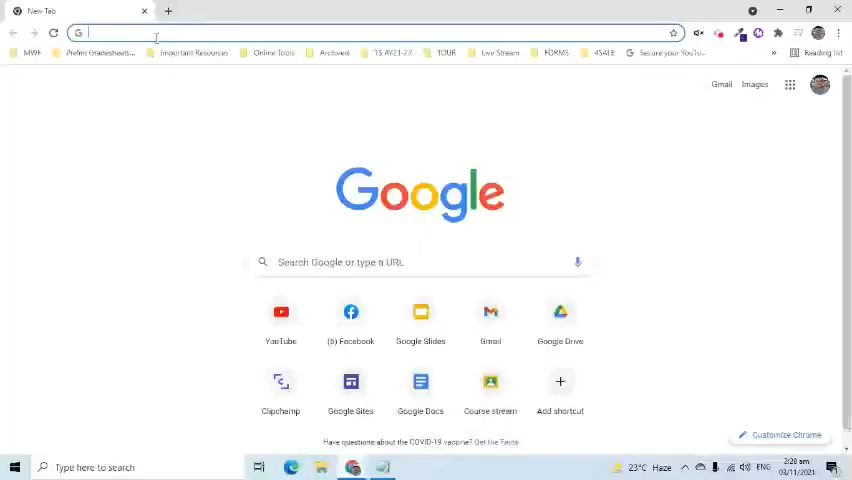 New Tab
MWF
Prelims Gradesheets...
Important Resources
Online Tools
Archived
1S AY21-22
TOUR
Live Stream
FORMS
4SALE
Secure your YouTu...
»
Reading list
Gmail
Images
Google
Search Google or type a URL
YouTube
(6) Facebook
Google Slides
Gmail
Google Drive
Clipchamp
Google Sites
Google Docs
Course stream
Add shortcut
Have questions about the COVID-19 vaccine? Get the Facts
Customize Chrome
Type here to search
23°C Haze
ENG
2:28 am
03/11/2021